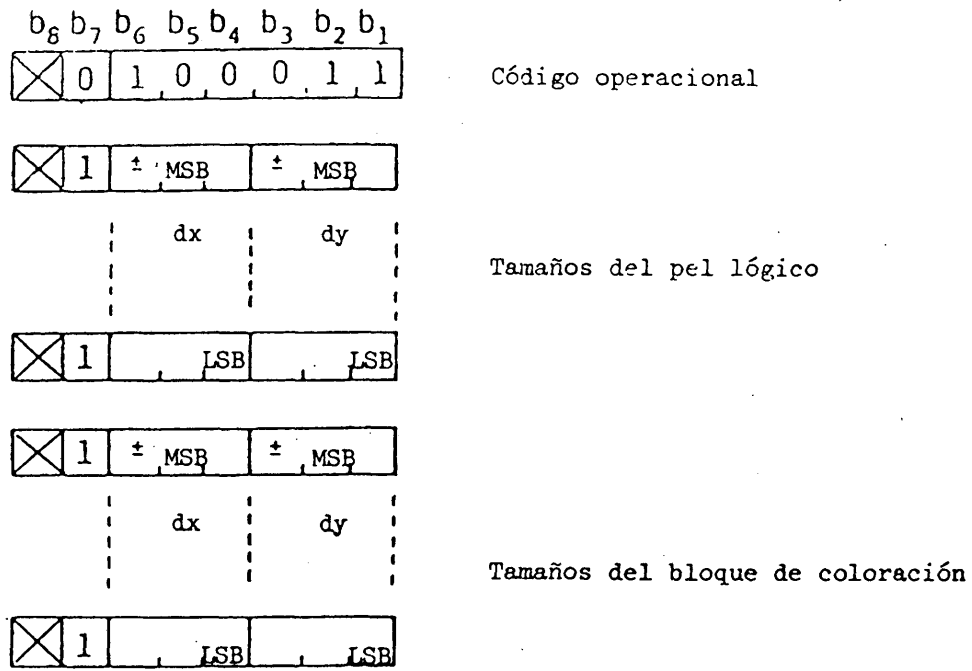 b8 b7 b6 b5 b4 b3 b2 b1
0 1 0 0 0 1 1 Código operacional
1 ± MSB ± MSB
dx dy
Tamaños del pel lógico
1 LSB LSB
1 ± MSB ± MSB
dx dy
Tamaños del bloque de coloración
1 LSB LSB